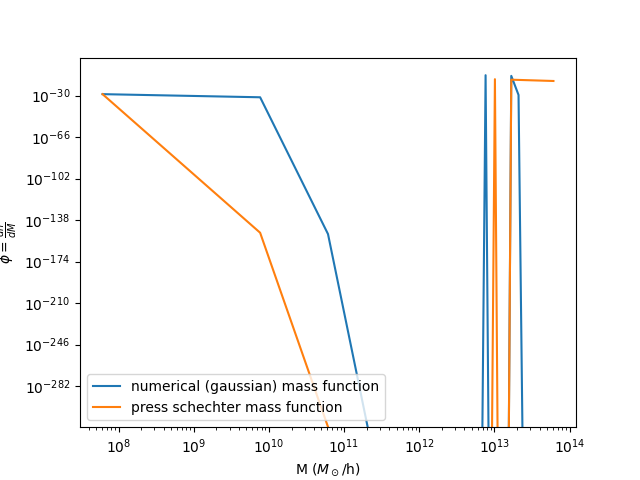 10^−30
10^−66
10^−102
10^−138
10^−174
10^−210
10^−246
10^−282
ϕ = dn/dM
numerical (gaussian) mass function
press schechter mass function
10^8 10^9 10^10 10^11 10^12 10^13 10^14
M (M_⊙/h)